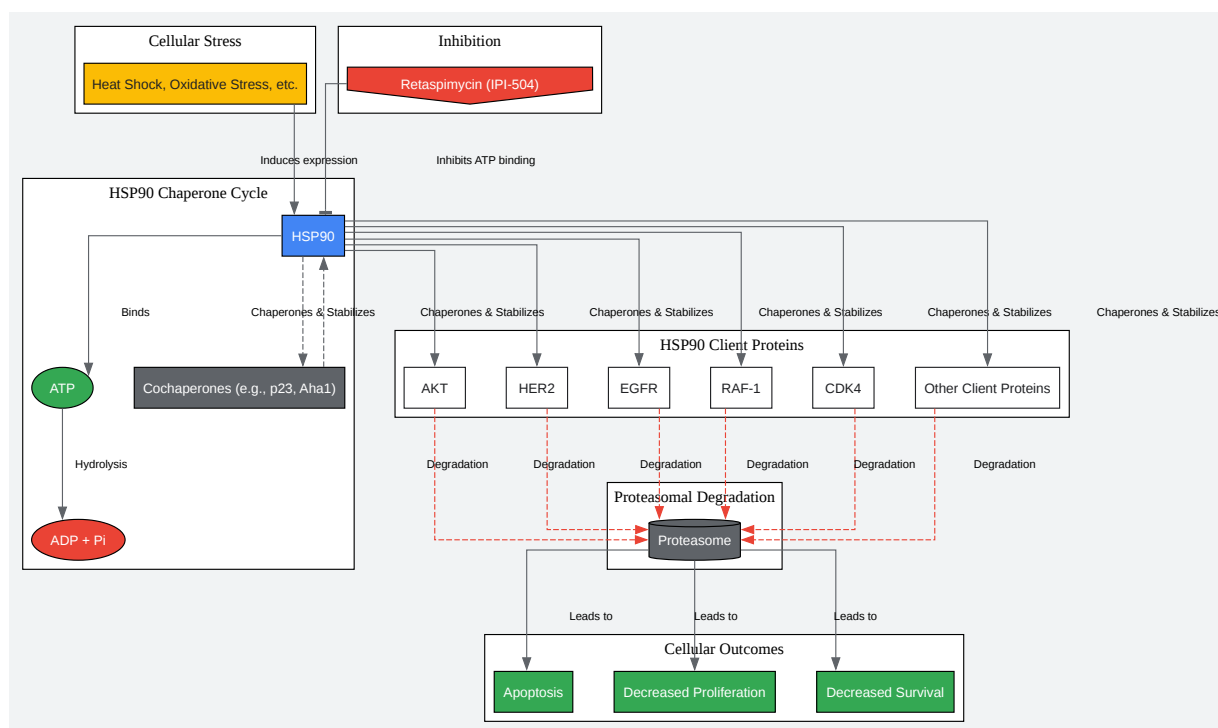 Cellular Stress
Inhibition
Heat Shock, Oxidative Stress, etc.
Retaspimycin (IPI-504)
Induces expression
Inhibits ATP binding
HSP90 Chaperone Cycle
HSP90
Binds
Chaperones & Stabilizes
Chaperones & Stabilizes
Chaperones & Stabilizes
Chaperones & Stabilizes
Chaperones & Stabilizes
Chaperones & Stabilizes
HSP90 Client Proteins
ATP
Cochaperones (e.g., p23, Aha1)
AKT
HER2
EGFR
RAF-1
CDK4
Other Client Proteins
Hydrolysis
Degradation
Degradation
Degradation
Degradation
Degradation
Degradation
Proteasomal Degradation
ADP + Pi
Proteasome
Leads to
Leads to
Leads to
Cellular Outcomes
Apoptosis
Decreased Proliferation
Decreased Survival